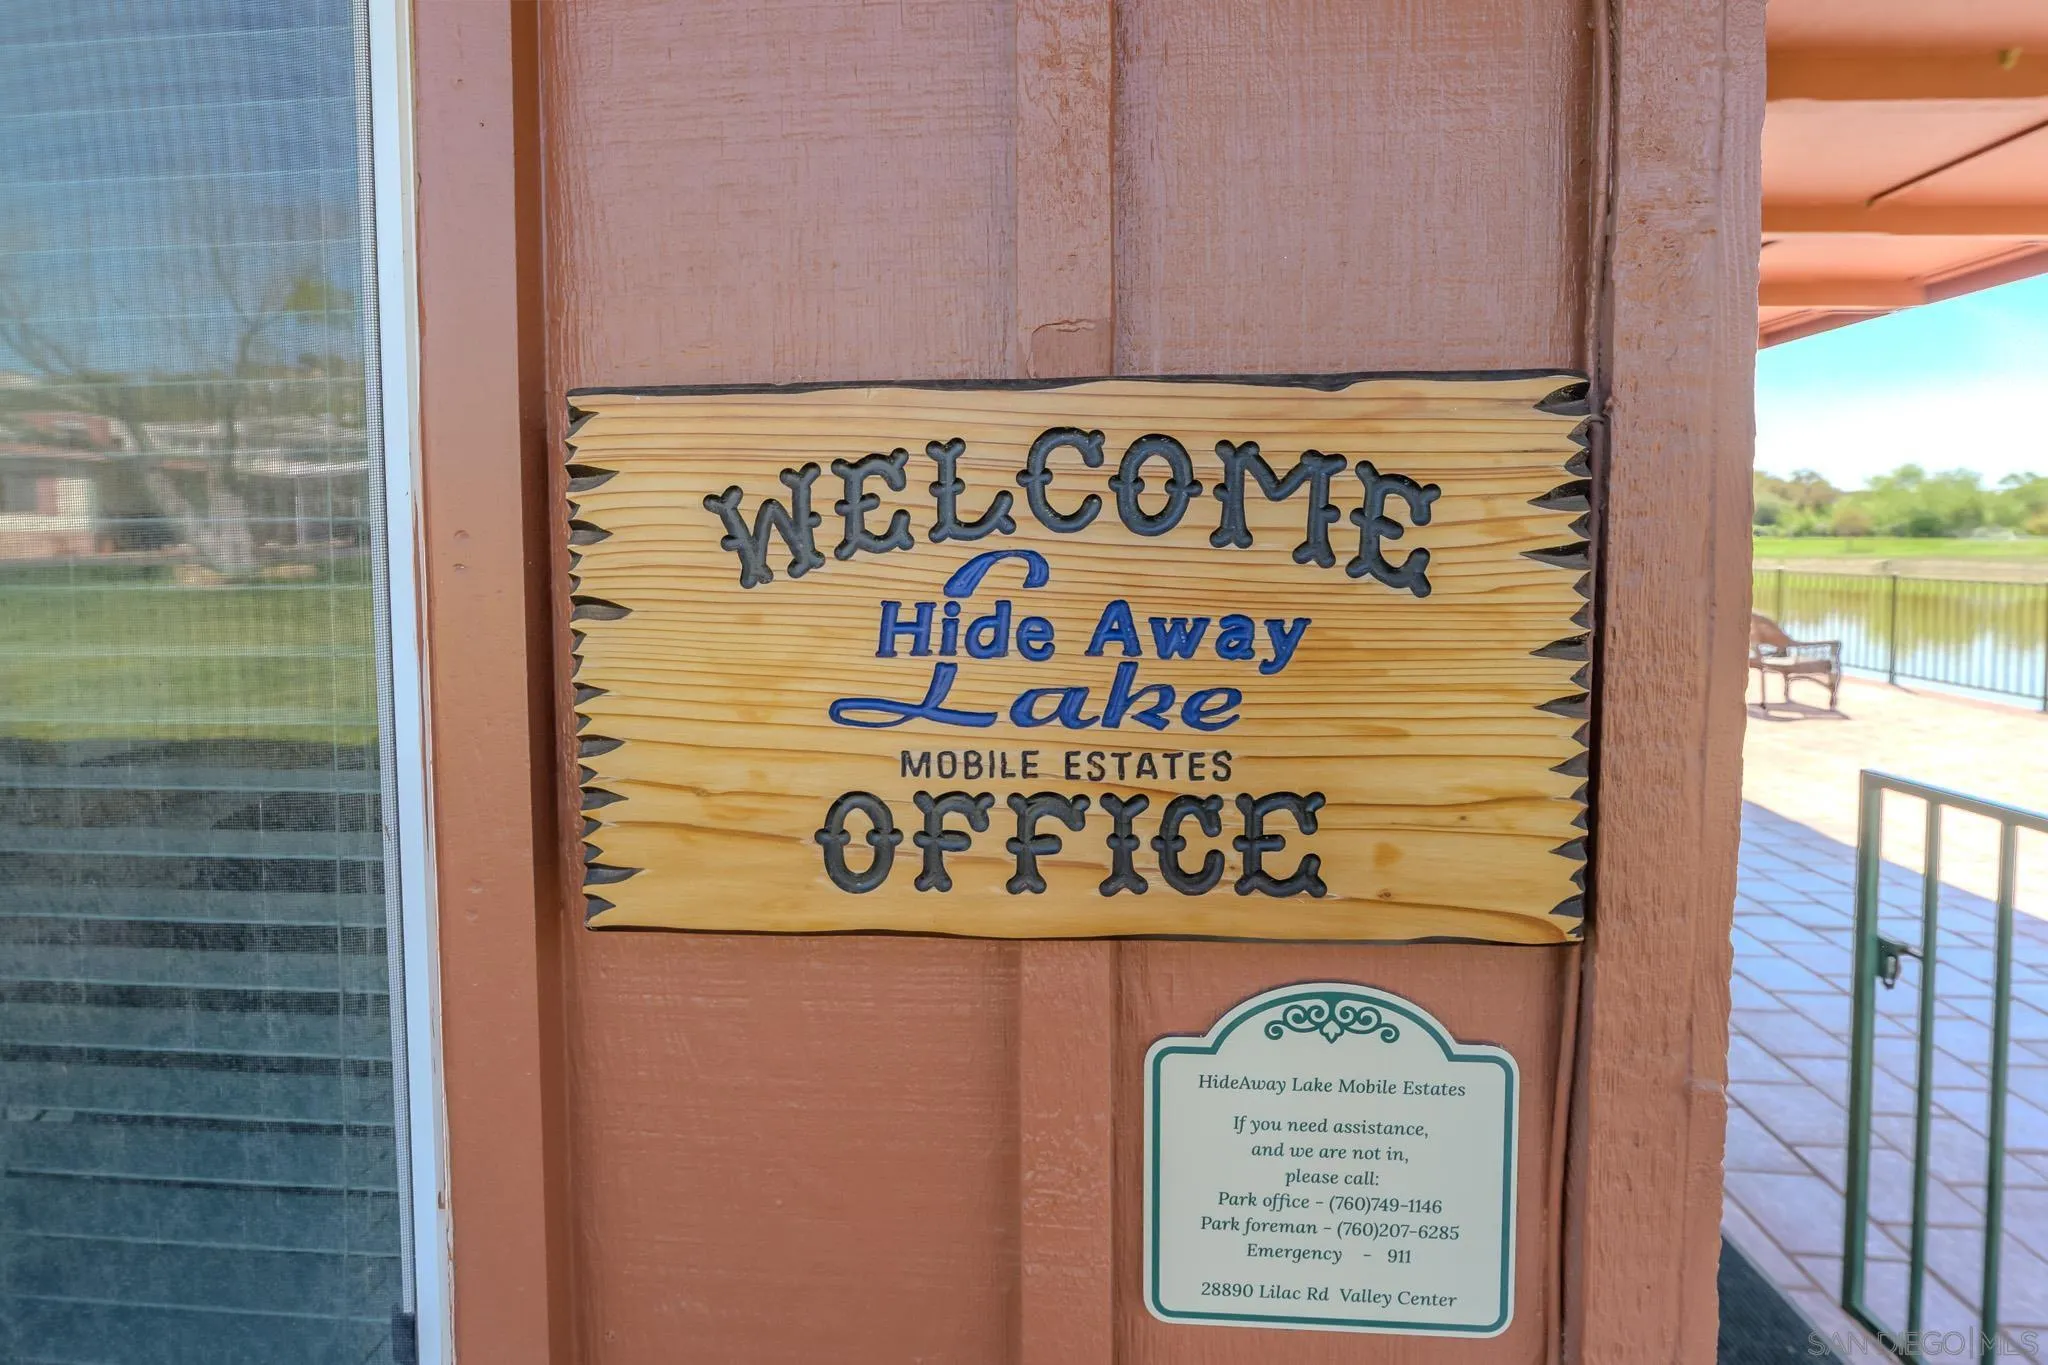 WELCOME
Hide Away
Lake
MOBILE ESTATES
OFFICE
HideAway Lake Mobile Estates
If you need assistance,
and we are not in,
please call:
Park office - (760)749-1146
Park foreman - (760)207-6285
Emergency - 911
28890 Lilac Rd Valley Center
SAN DIEGO | MLS